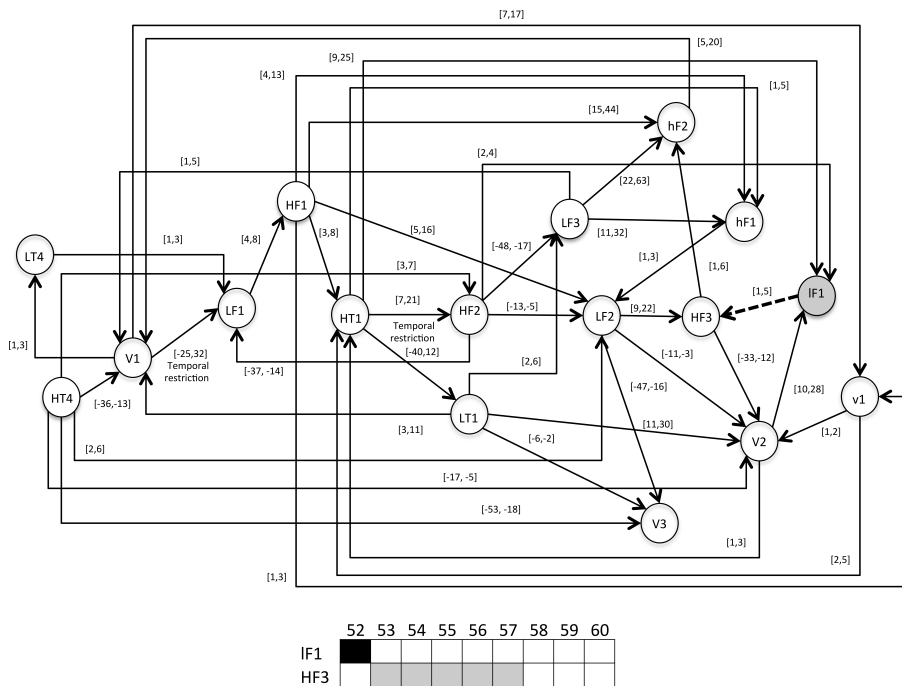 [7,17]
[5,20]
[9,25]
[4,13]
[1,5]
[15,44]
hF2
[2,4]
[1,5]
[22,63]
HF1
LF3
hF1
[5,16]
[11,32]
[4,8]
[3,8]
[-48, -17]
[1,3]
LT4
[3,7]
[1,3]
[1,6]
[1,5]
lF1
LF1
[7,21]
HF2
[-13,-5]
[9,22]
HT1
LF2
HF3
Temporal
restriction
[1,3]
V1
[-25,32]
Temporal
restriction
[-40,12]
[-11,-3]
[-33,-12]
[-37, -14]
[2,6]
[-47,-16]
[10,28]
HT4
[-36,-13]
v1
LT1
[3,11]
[-6,-2]
[11,30]
V2
[1,2]
[2,6]
[-17, -5]
[-53, -18]
V3
[1,3]
[2,5]
[1,3]
52 53 54 55 56 57 58 59 60
lF1
HF3